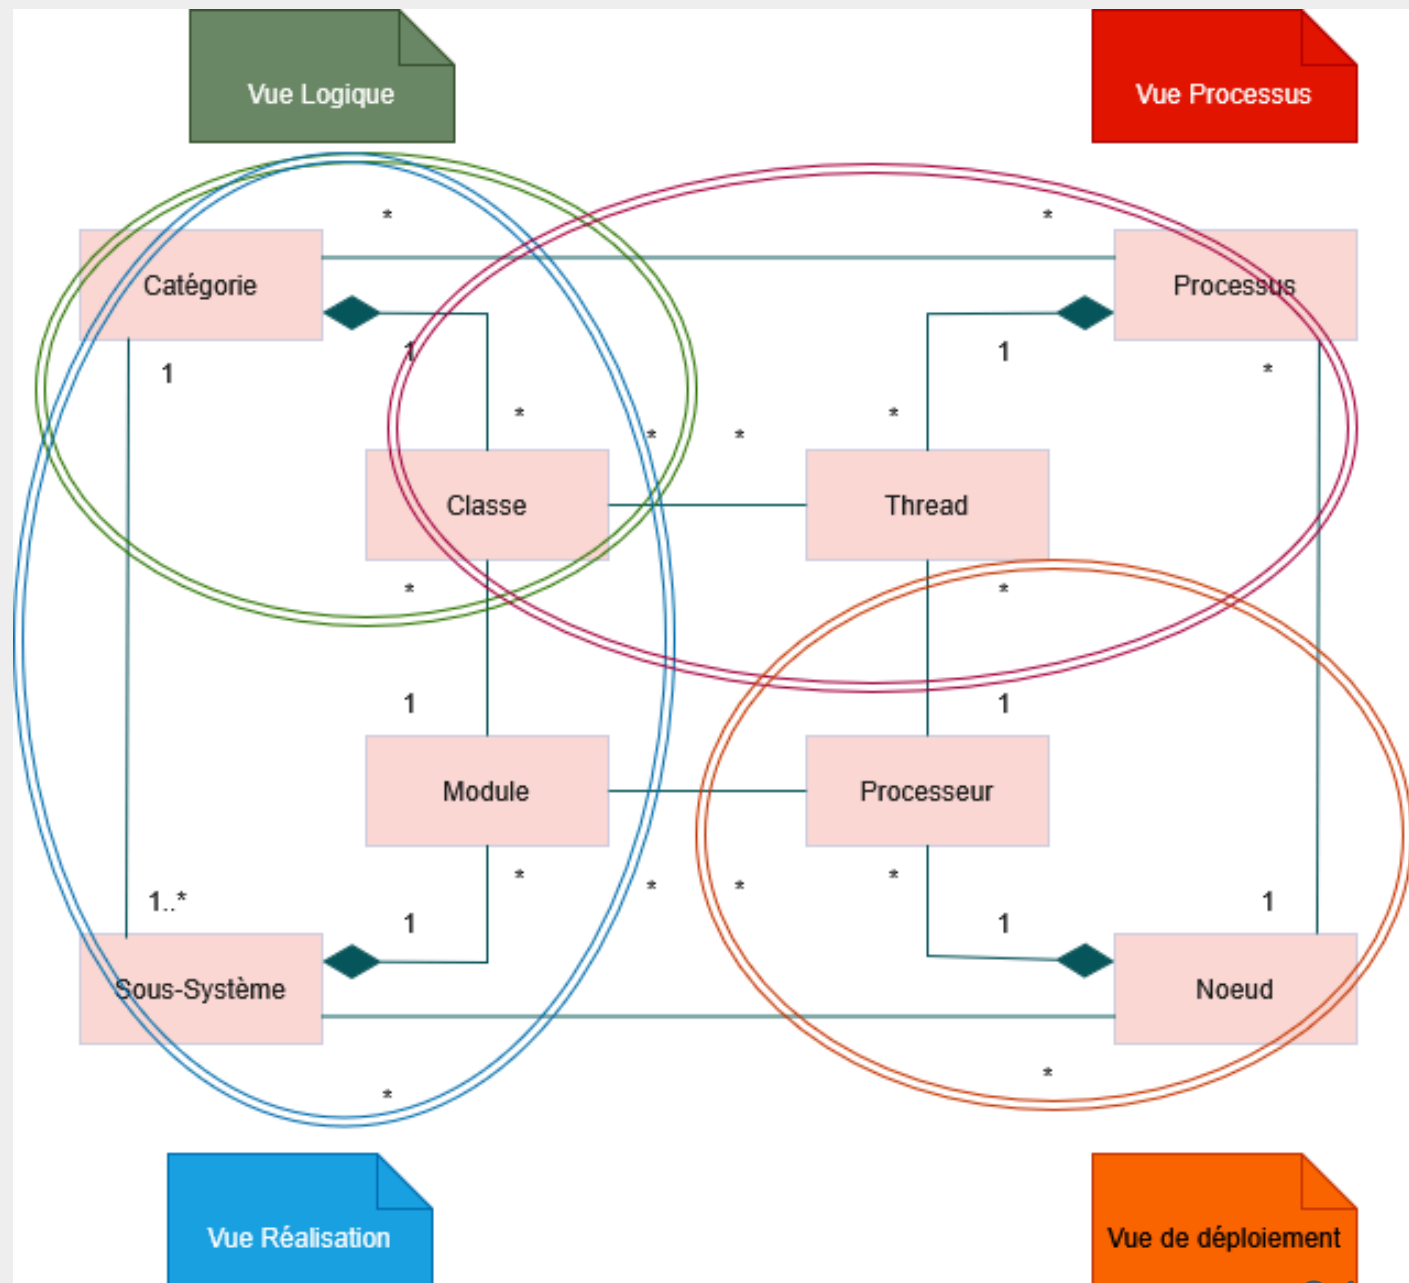 Vue Logique
Vue Processus
*
*
Catégorie
Processus
1
1
1
*
*
*
*
*
Classe
Thread
*
*
1
1
Module
Processeur
*
*
*
*
1..*
1
1
1
Sous-Système
Noeud
*
*
Vue Réalisation
Vue de déploiement